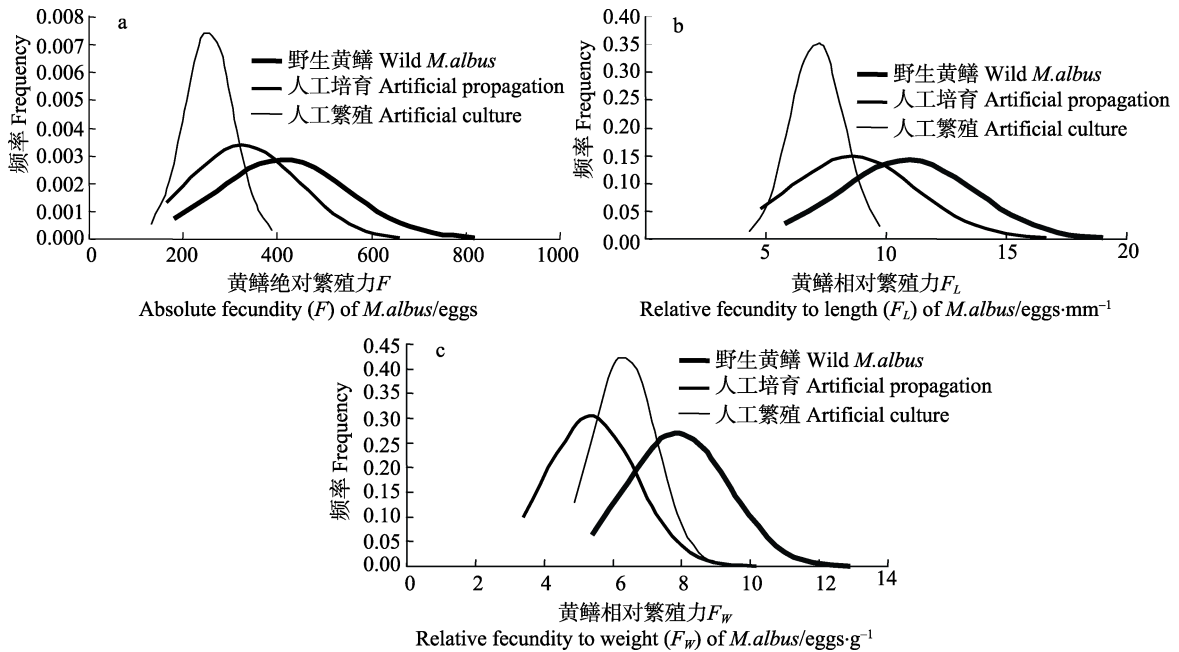 a
0.008
0.007
0.006
0.005
0.004
0.003
0.002
0.001
0.000
频率 Frequency
野生黄鳝 Wild M.albus
人工培育 Artificial propagation
人工繁殖 Artificial culture
0 200 400 600 800 1000
黄鳝绝对繁殖力F
Absolute fecundity (F) of M.albus/eggs
b
0.40
0.35
0.30
0.25
0.20
0.15
0.10
0.05
0.00
频率 Frequency
野生黄鳝 Wild M.albus
人工培育 Artificial propagation
人工繁殖 Artificial culture
5 10 15 20
黄鳝相对繁殖力F_L
Relative fecundity to length (F_L) of M.albus/eggs·mm⁻¹
c
0.45
0.40
0.35
0.30
0.25
0.20
0.15
0.10
0.05
0.00
频率 Frequency
野生黄鳝 Wild M.albus
人工培育 Artificial propagation
人工繁殖 Artificial culture
0 2 4 6 8 10 12 14
黄鳝相对繁殖力F_W
Relative fecundity to weight (F_W) of M.albus/eggs·g⁻¹